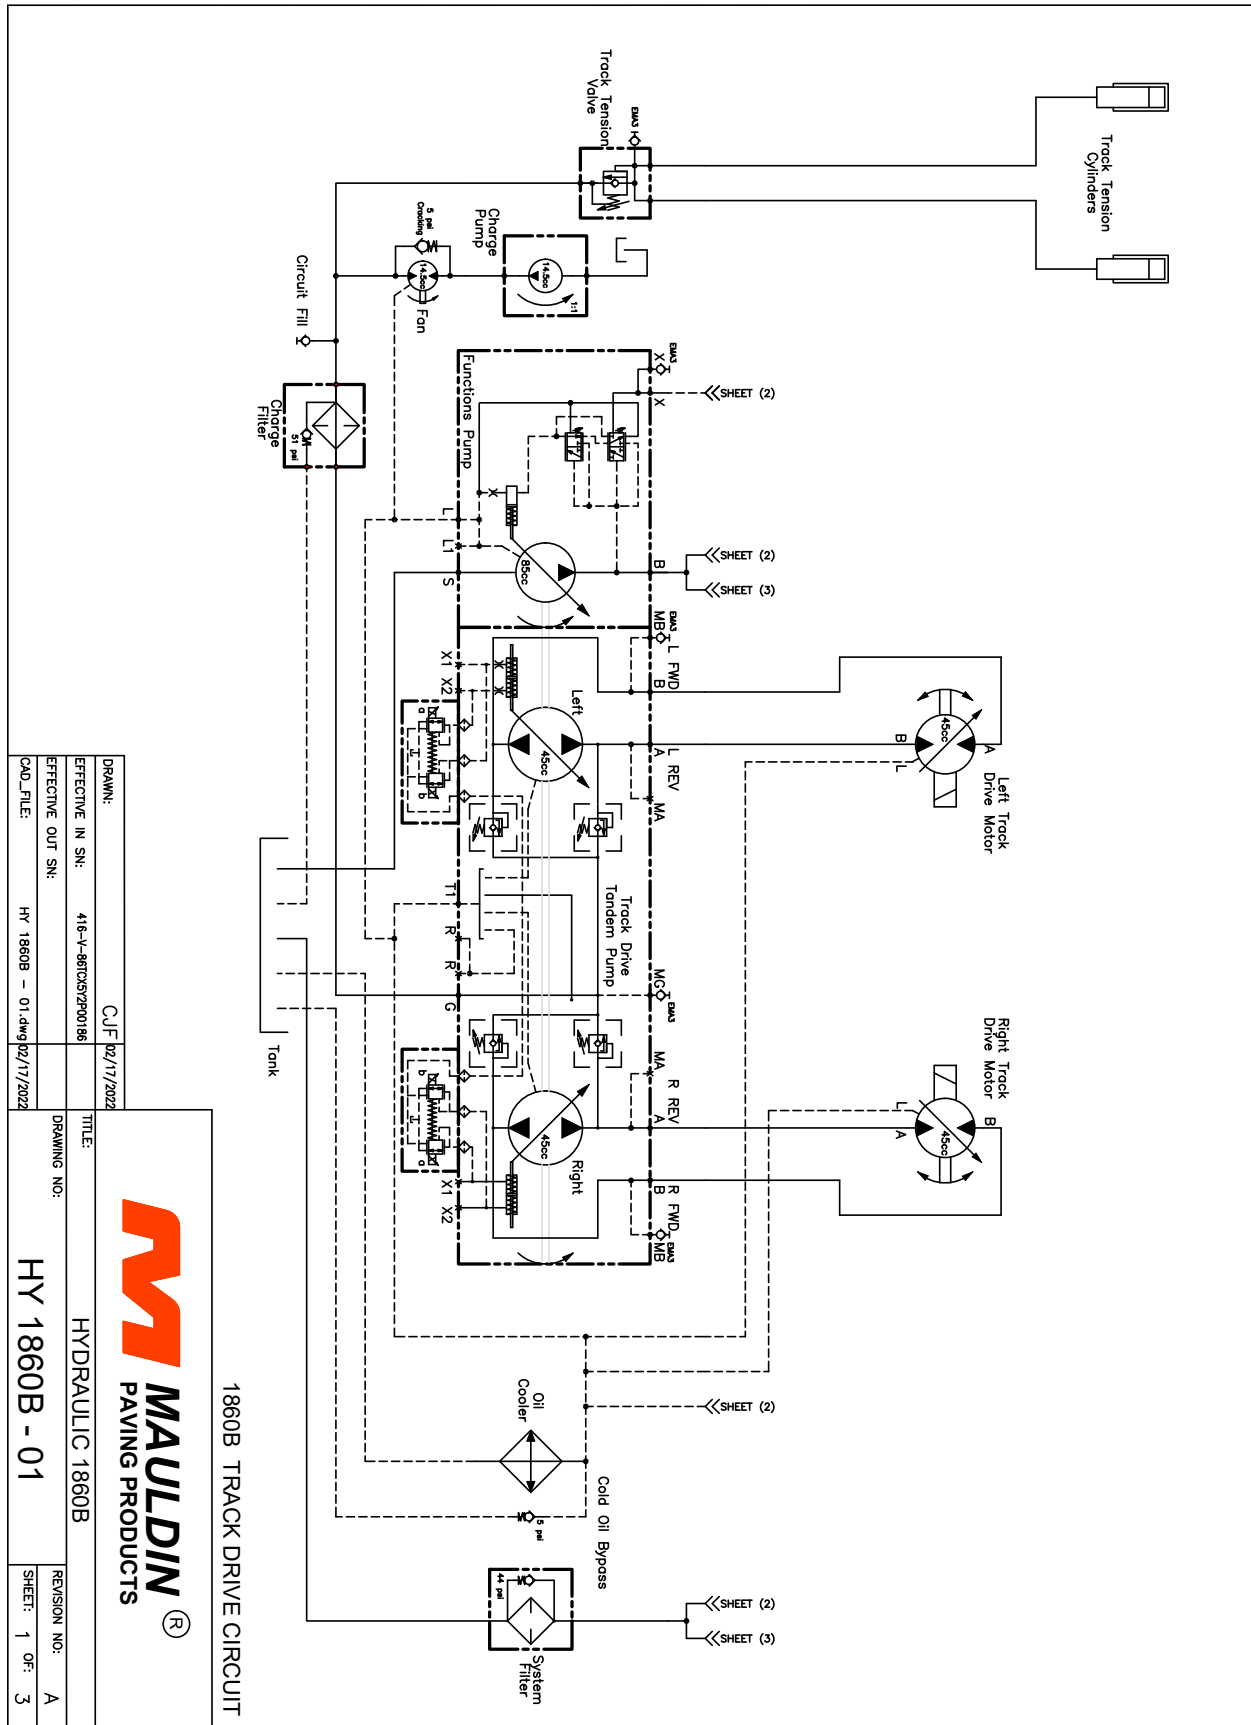 Track Tension
Cylinders
Track Tension
Valve
EMA3
Charge
Pump
14.5cc
1:1
5 psi
Cracking
14.5cc
Fan
Circuit Fill
Charge
Filter
51 psi
Functions Pump
EMA3
X
X
SHEET (2)
L
L1
S
85cc
B
SHEET (2)
SHEET (3)
EMA3
MB
L FWD
B
X1
X2
Left
45cc
L REV
A
MA
a
b
Left Track
Drive Motor
45cc
A
B
L
Track Drive
Tandem Pump
T1
R
R
G
MG
EMA3
MA
R REV
A
R FWD
B
EMA3
MB
Right
45cc
X1
X2
b
a
Right Track
Drive Motor
45cc
B
A
L
Tank
SHEET (2)
Oil
Cooler
Cold Oil Bypass
5 psi
System
Filter
44 psi
SHEET (2)
SHEET (3)
1860B TRACK DRIVE CIRCUIT
MAULDIN ®
PAVING PRODUCTS
DRAWN: CJF 02/17/2022
EFFECTIVE IN SN: 416-V-86TCX5Y2P00186
EFFECTIVE OUT SN:
CAD_FILE: HY 1860B - 01.dwg 02/17/2022
TITLE: HYDRAULIC 1860B
DRAWING NO: HY 1860B - 01
REVISION NO: A
SHEET: 1 OF: 3